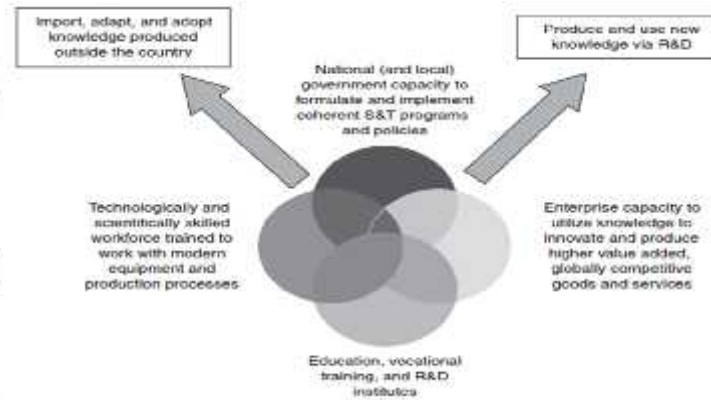 Import, adapt, and adopt
knowledge produced
outside the country
Produce and use new
knowledge via R&D
National (and local)
government capacity to
formulate and implement
coherent S&T programs
and policies
Technologically and
scientifically skilled
workforce trained to
work with modern
equipment and
production processes
Enterprise capacity to
utilize knowledge to
innovate and produce
higher value added,
globally competitive
goods and services
Education, vocational
training, and R&D
institutes